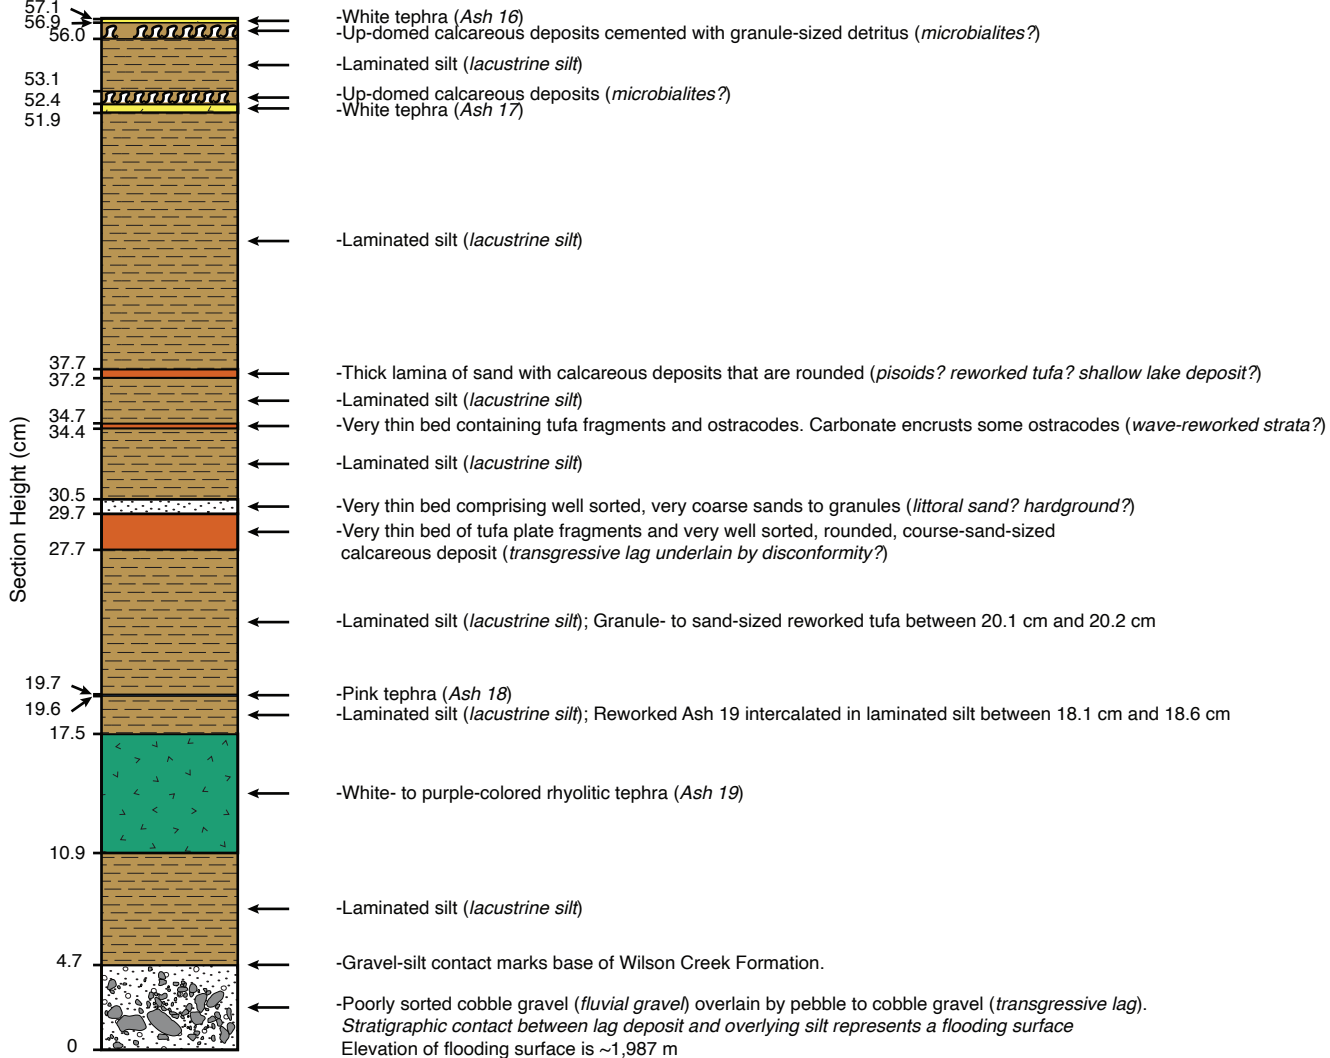 57.1
-White tephra (Ash 16)
56.9
-Up-domed calcareous deposits cemented with granule-sized detritus (microbialites?)
56.0
-Laminated silt (lacustrine silt)
53.1
-Up-domed calcareous deposits (microbialites?)
52.4
-White tephra (Ash 17)
51.9
-Laminated silt (lacustrine silt)
37.7
-Thick lamina of sand with calcareous deposits that are rounded (pisoids? reworked tufa? shallow lake deposit?)
37.2
-Laminated silt (lacustrine silt)
34.7
-Very thin bed containing tufa fragments and ostracodes. Carbonate encrusts some ostracodes (wave-reworked strata?)
34.4
-Laminated silt (lacustrine silt)
30.5
-Very thin bed comprising well sorted, very coarse sands to granules (littoral sand? hardground?)
29.7
-Very thin bed of tufa plate fragments and very well sorted, rounded, course-sand-sized
calcareous deposit (transgressive lag underlain by disconformity?)
27.7
Section Height (cm)
-Laminated silt (lacustrine silt); Granule- to sand-sized reworked tufa between 20.1 cm and 20.2 cm
19.7
-Pink tephra (Ash 18)
19.6
-Laminated silt (lacustrine silt); Reworked Ash 19 intercalated in laminated silt between 18.1 cm and 18.6 cm
17.5
-White- to purple-colored rhyolitic tephra (Ash 19)
10.9
-Laminated silt (lacustrine silt)
4.7
-Gravel-silt contact marks base of Wilson Creek Formation.
-Poorly sorted cobble gravel (fluvial gravel) overlain by pebble to cobble gravel (transgressive lag).
Stratigraphic contact between lag deposit and overlying silt represents a flooding surface
0
Elevation of flooding surface is ~1,987 m